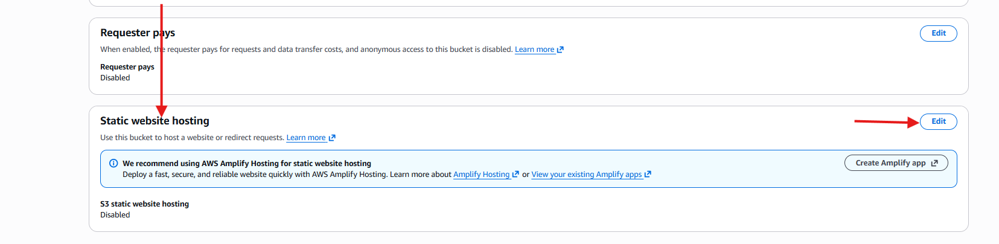 Requester pays
Edit
When enabled, the requester pays for requests and data transfer costs, and anonymous access to this bucket is disabled. Learn more
Requester pays
Disabled
Static website hosting
Edit
Use this bucket to host a website or redirect requests. Learn more
We recommend using AWS Amplify Hosting for static website hosting
Create Amplify app
Deploy a fast, secure, and reliable website quickly with AWS Amplify Hosting. Learn more about Amplify Hosting or View your existing Amplify apps
S3 static website hosting
Disabled